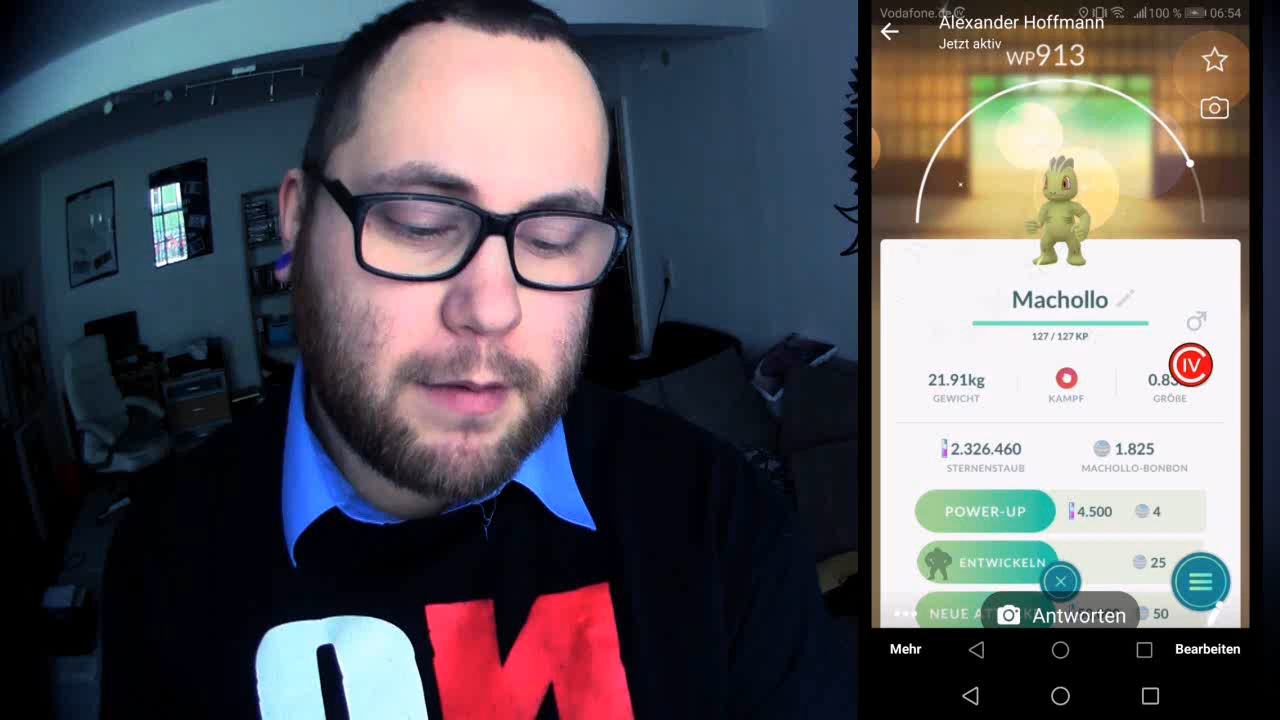 Vodafone.de
100 % 06:54
Alexander Hoffmann
Jetzt aktiv
WP913
Machollo
127 / 127 KP
IV
21.91kg
GEWICHT
KAMPF
GRÖßE
2.326.460
STERNENSTAUB
1.825
MACHOLLO-BONBON
POWER-UP
4.500
4
ENTWICKELN
25
NEUE
50
Antworten
Mehr
Bearbeiten
ON